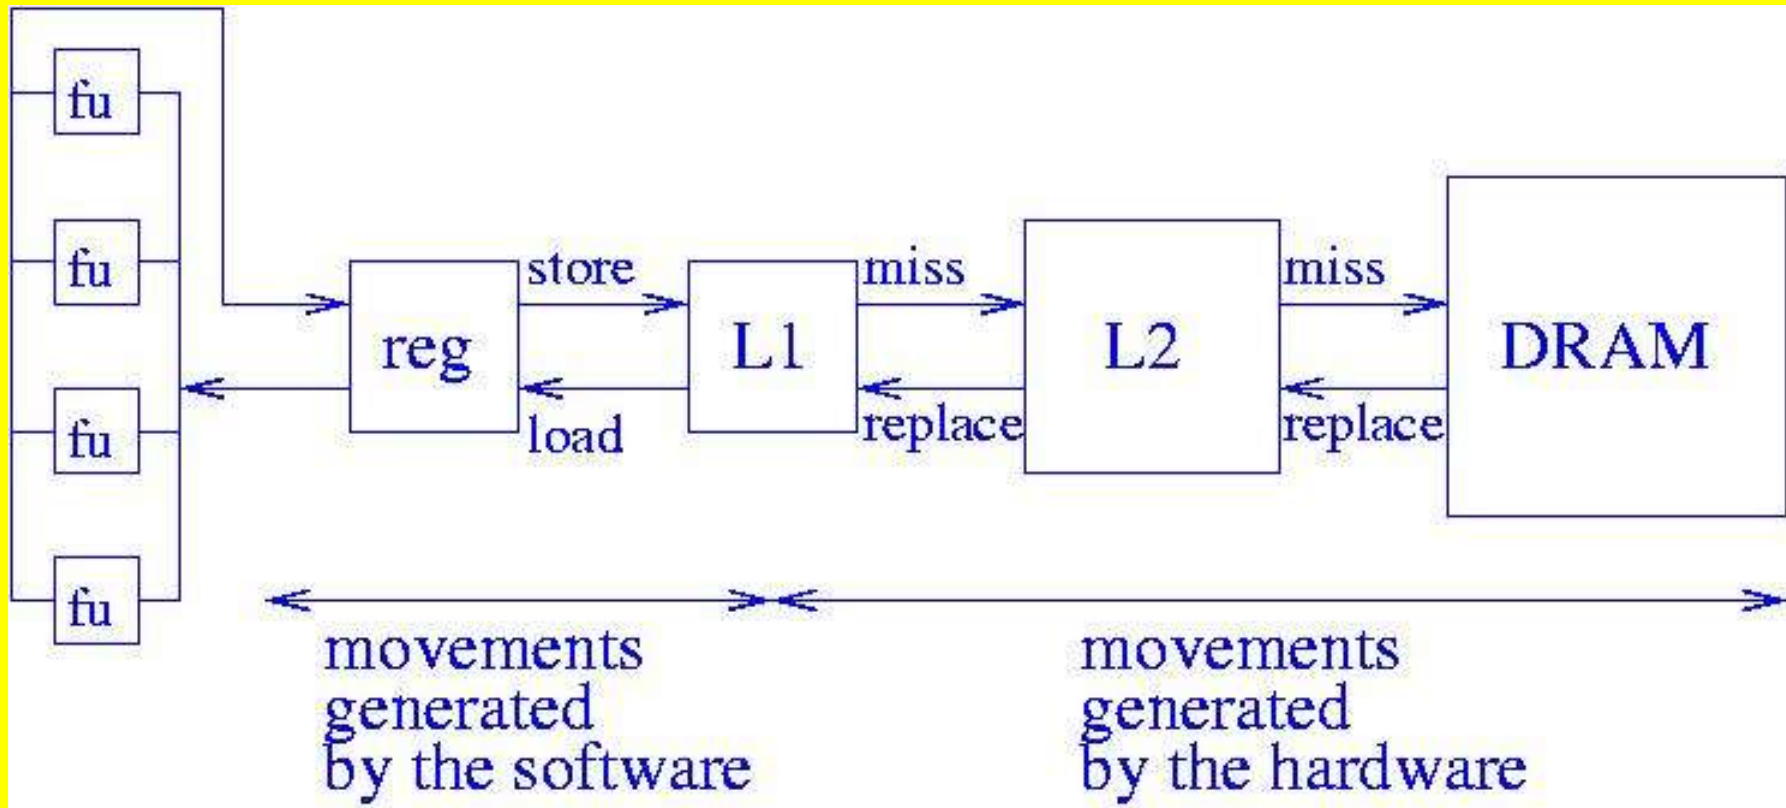 fu
fu
fu
fu
reg
store
load
L1
miss
replace
L2
miss
replace
DRAM
movements
generated
by the software
movements
generated
by the hardware